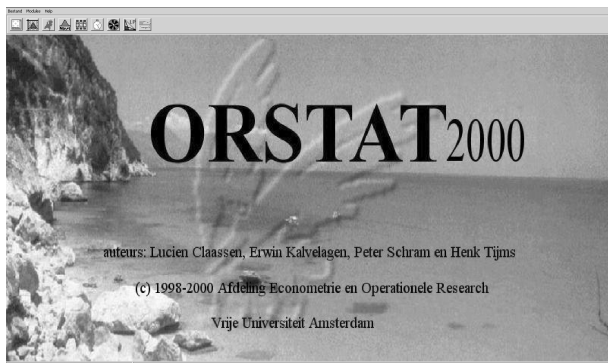 Bestand Modules Help
ORSTAT2000
auteurs: Lucien Claassen, Erwin Kalvelagen, Peter Schram en Henk Tijms
(c) 1998-2000 Afdeling Econometrie en Operationele Research
Vrije Universiteit Amsterdam